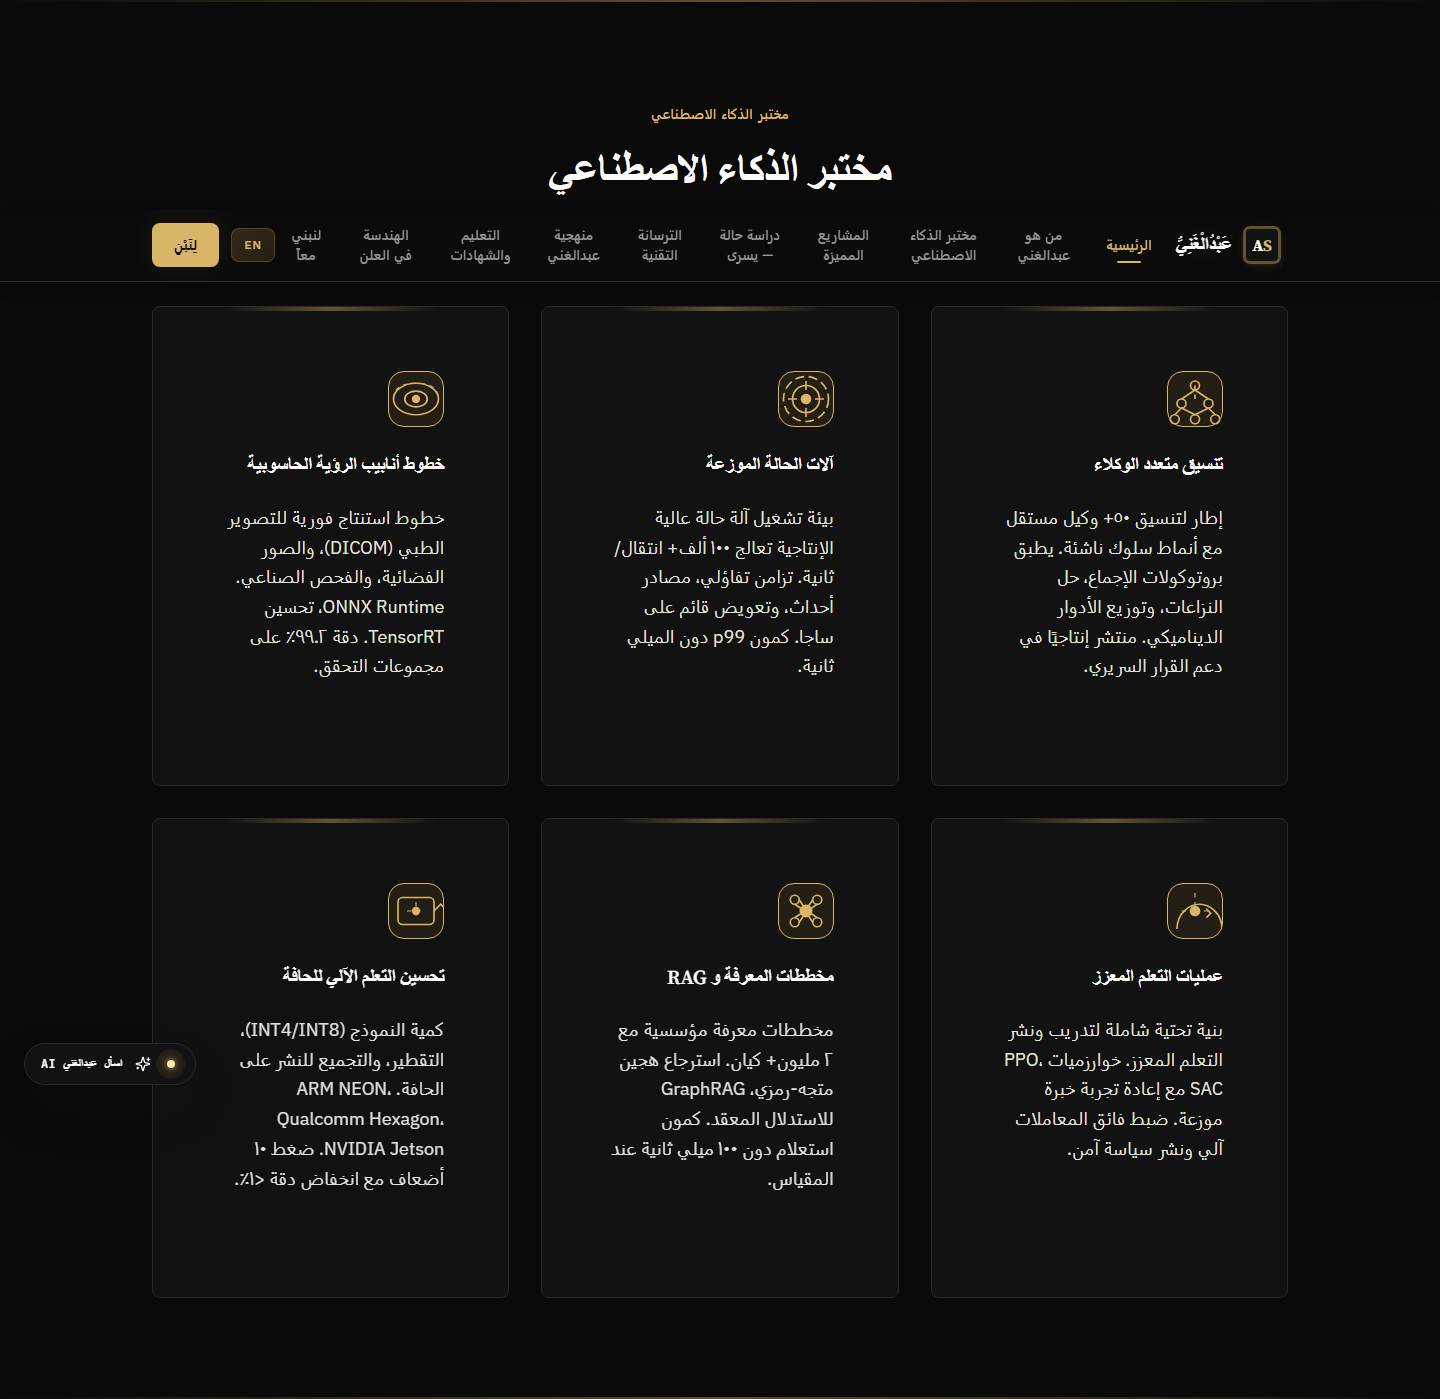 مختبر الذكاء الاصطناعي
مختبر الذكاء الاصطناعي
AS
عَبْدُالْغَنِيِّ
الرئيسية
من هو
عبدالغني
مختبر الذكاء
الاصطناعي
المشاريع
المميزة
دراسة حالة
— يسرى
الترسانة
التقنية
منهجية
عبدالغني
التعليم
والشهادات
الهندسة
في العلن
لنبني
معاً
EN
لِنَبْنِ
تنسيق متعدد الوكلاء
إطار لتنسيق ٥٠+ وكيل مستقل
مع أنماط سلوك ناشئة. يطبق
بروتوكولات الإجماع، حل
النزاعات، وتوزيع الأدوار
الديناميكي. منتشر إنتاجيًا في
دعم القرار السريري.
آلات الحالة الموزعة
بيئة تشغيل آلة حالة عالية
الإنتاجية تعالج ١٠٠ ألف+ انتقال/
ثانية. تزامن تفاؤلي، مصادر
أحداث، وتعويض قائم على
ساجا. كمون p99 دون الميلي
ثانية.
خطوط أنابيب الرؤية الحاسوبية
خطوط استنتاج فورية للتصوير
الطبي (DICOM)، والصور
الفضائية، والفحص الصناعي.
ONNX Runtime، تحسين
TensorRT. دقة ٩٩.٢٪ على
مجموعات التحقق.
عمليات التعلم المعزز
بنية تحتية شاملة لتدريب ونشر
التعلم المعزز. خوارزميات PPO،
SAC مع إعادة تجربة خبرة
موزعة. ضبط فائق المعاملات
آلي ونشر سياسة آمن.
مخططات المعرفة و RAG
مخططات معرفة مؤسسية مع
٢ مليون+ كيان. استرجاع هجين
متجه-رمزي، GraphRAG
للاستدلال المعقد. كمون
استعلام دون ١٠٠ ميلي ثانية عند
المقياس.
تحسين التعلم الآلي للحافة
كمية النموذج (INT4/INT8)،
التقطير، والتجميع للنشر على
الحافة. ARM NEON،
Qualcomm Hexagon،
NVIDIA Jetson. ضغط ١٠
أضعاف مع انخفاض دقة <١٪.
اسأل عبدالغني AI